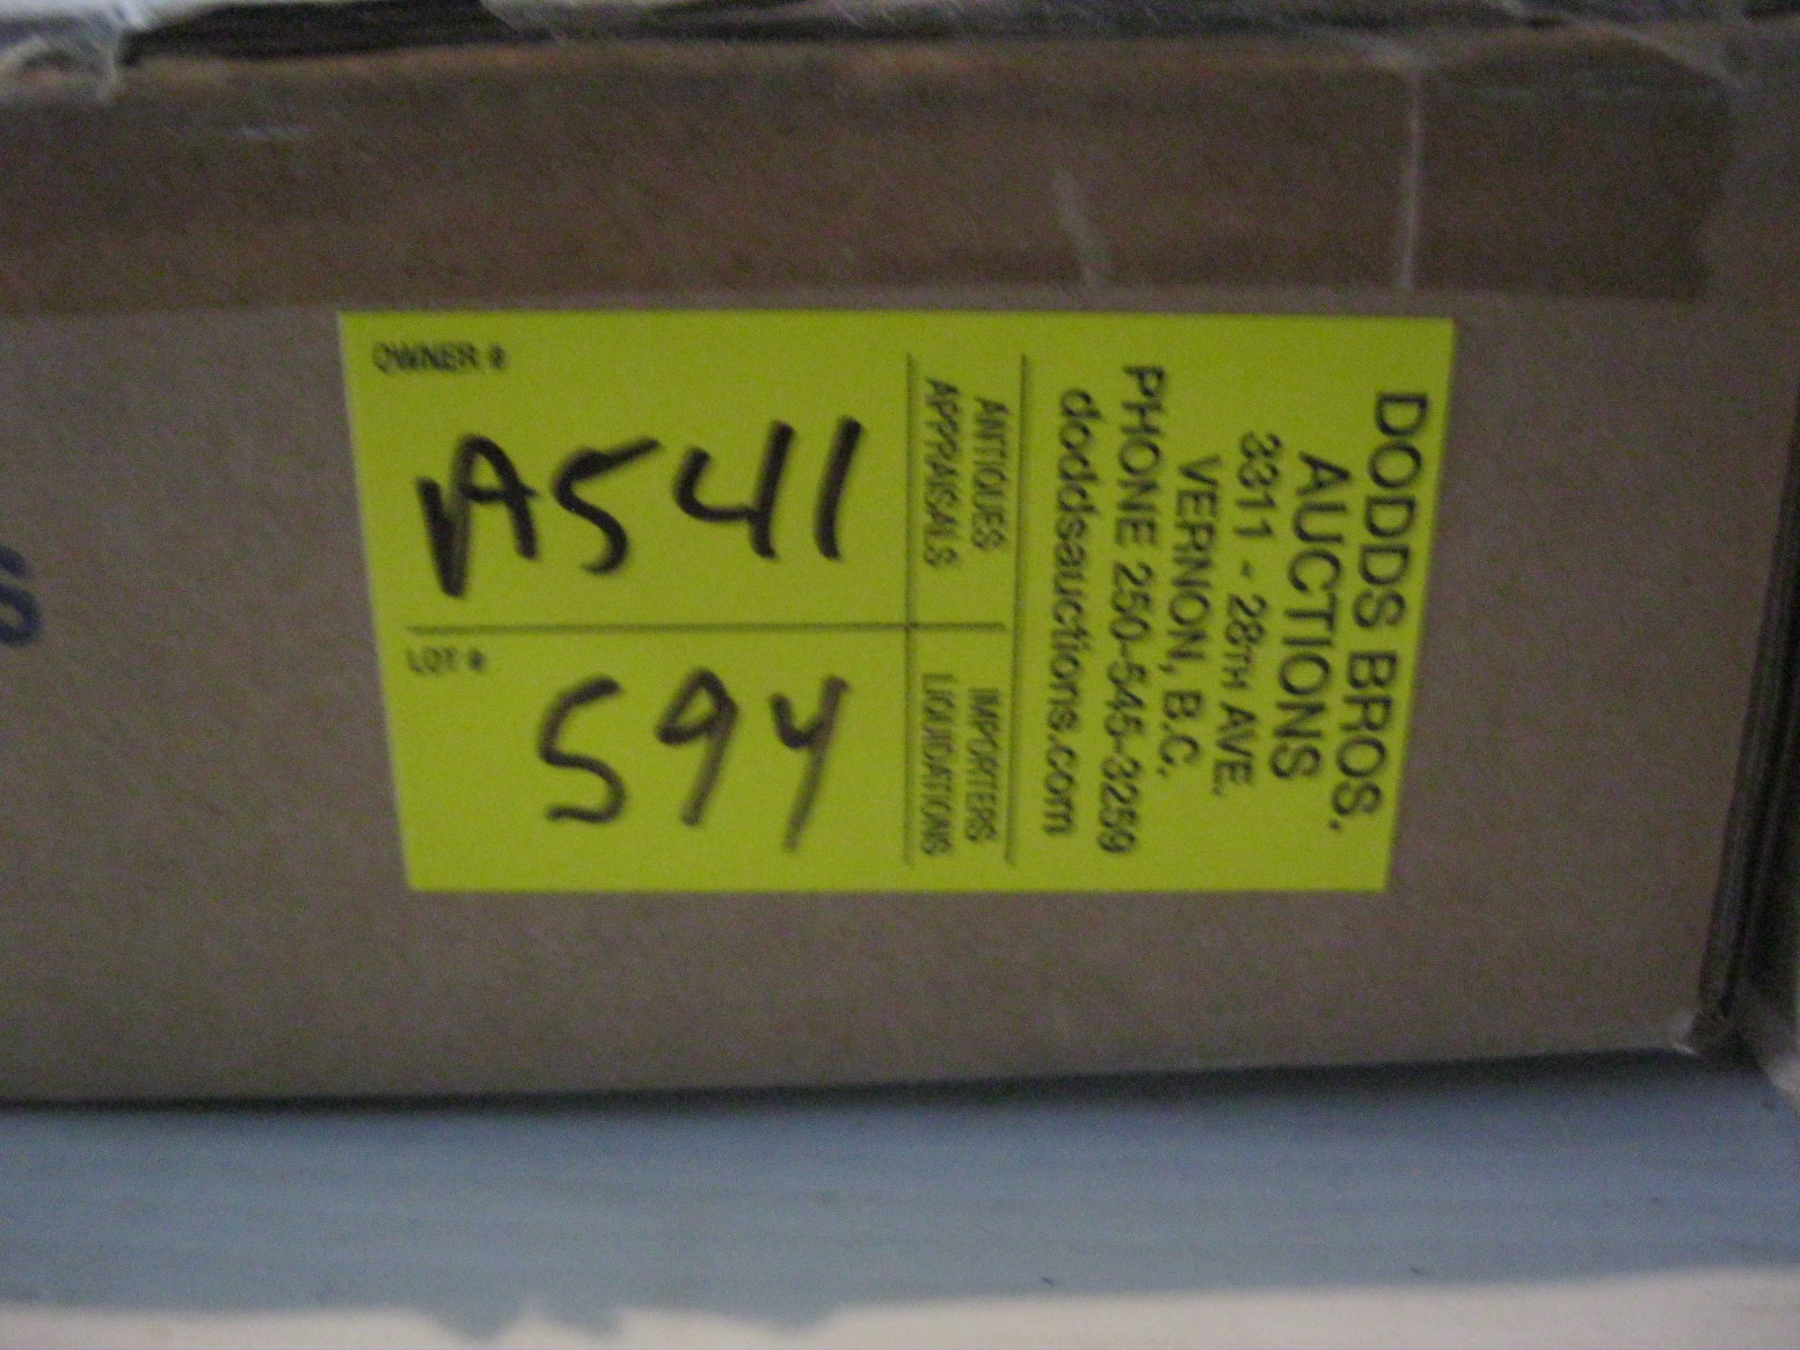 OWNER #
A541
LOT #
594
DODDS BROS.
AUCTIONS
3311 - 28TH AVE.
VERNON, B.C.
PHONE 250-545-3259
doddsauctions.com
ANTIQUES
APPRAISALS
IMPORTERS
LIQUIDATIONS